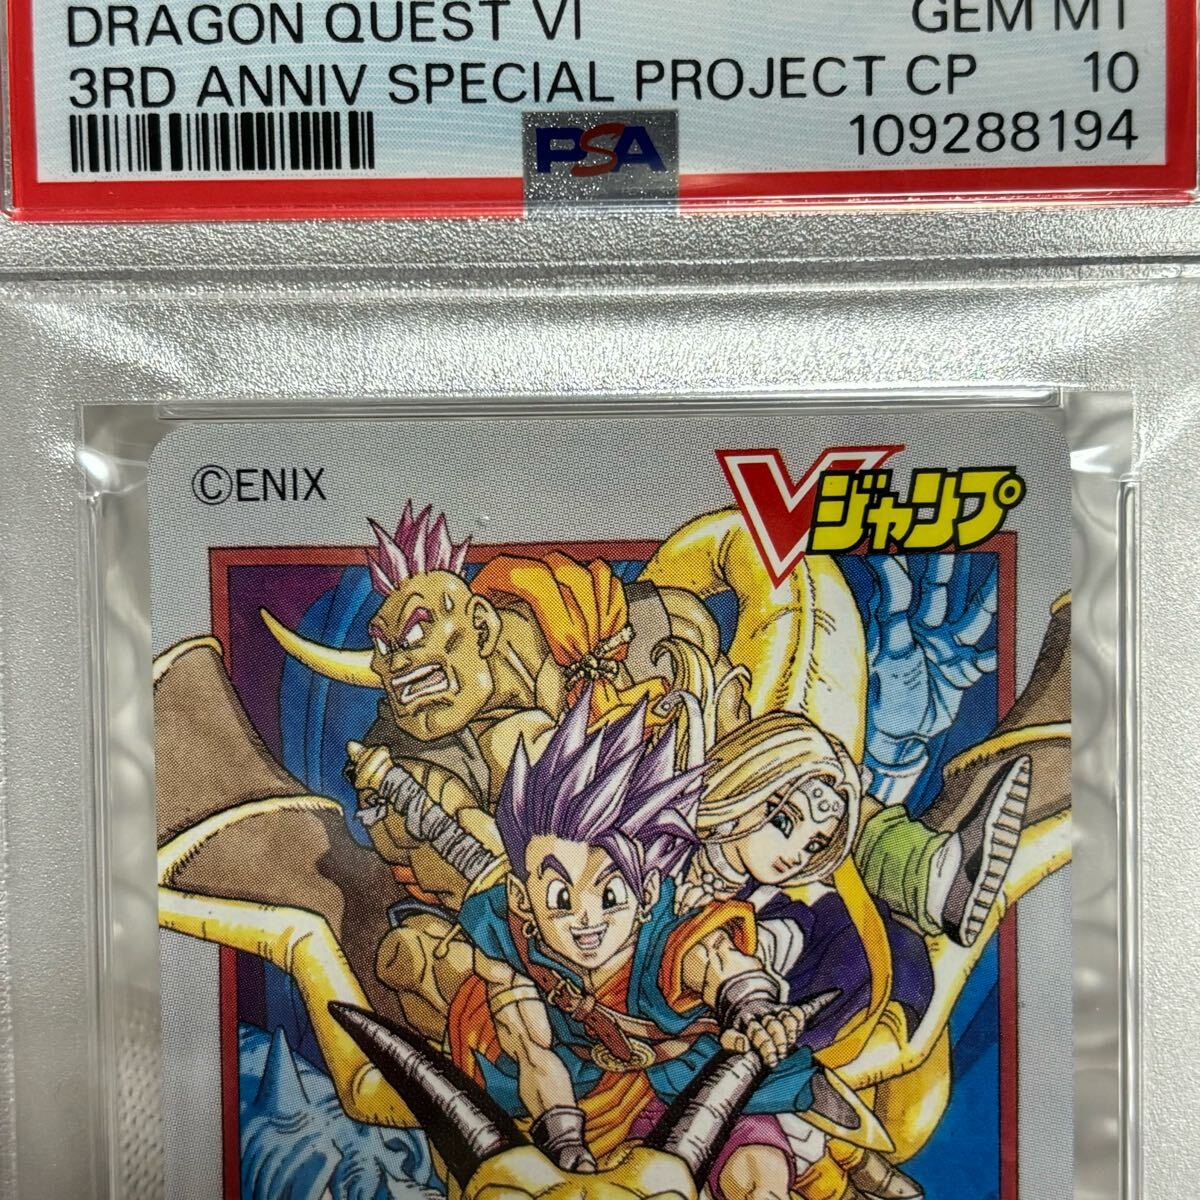 DRAGON QUEST VI GEM MT
3RD ANNIV SPECIAL PROJECT CP 10
PSA 109288194
©ENIX
Vジャンプ